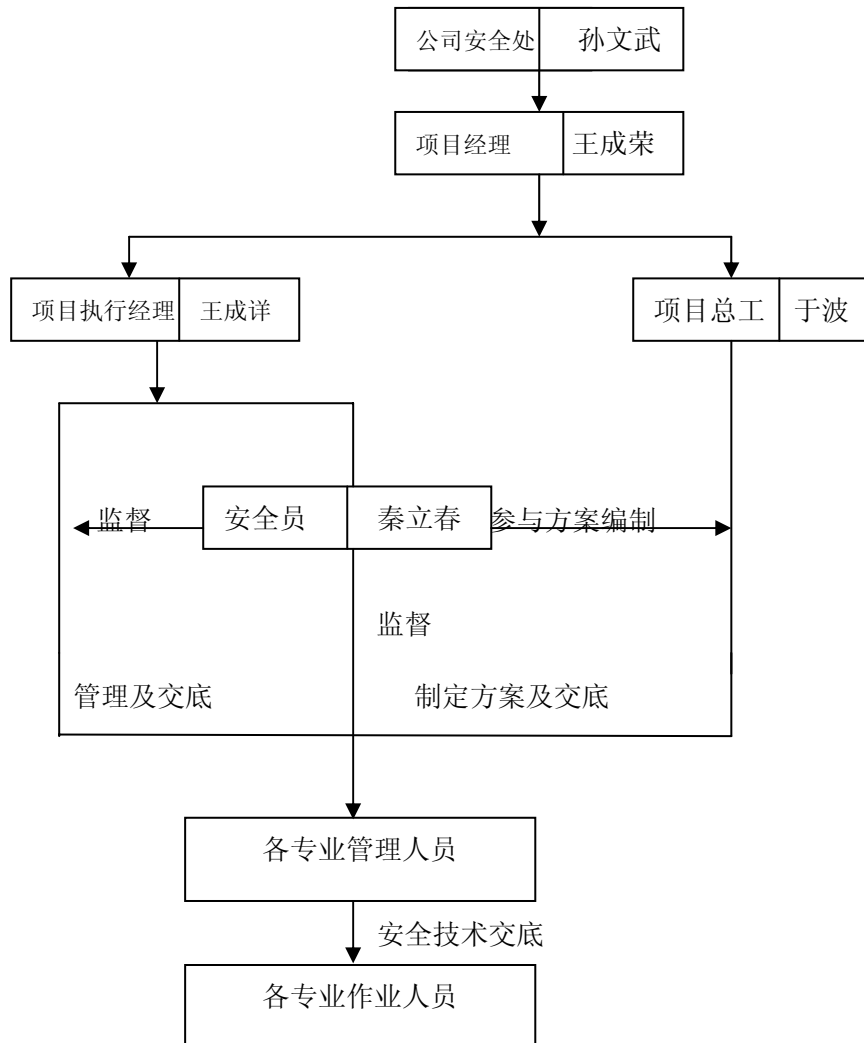 公司安全处 孙文武
项目经理 王成荣
项目执行经理 王成详 项目总工 于波
监督 安全员 秦立春 参与方案编制
监督
管理及交底 制定方案及交底
各专业管理人员
安全技术交底
各专业作业人员